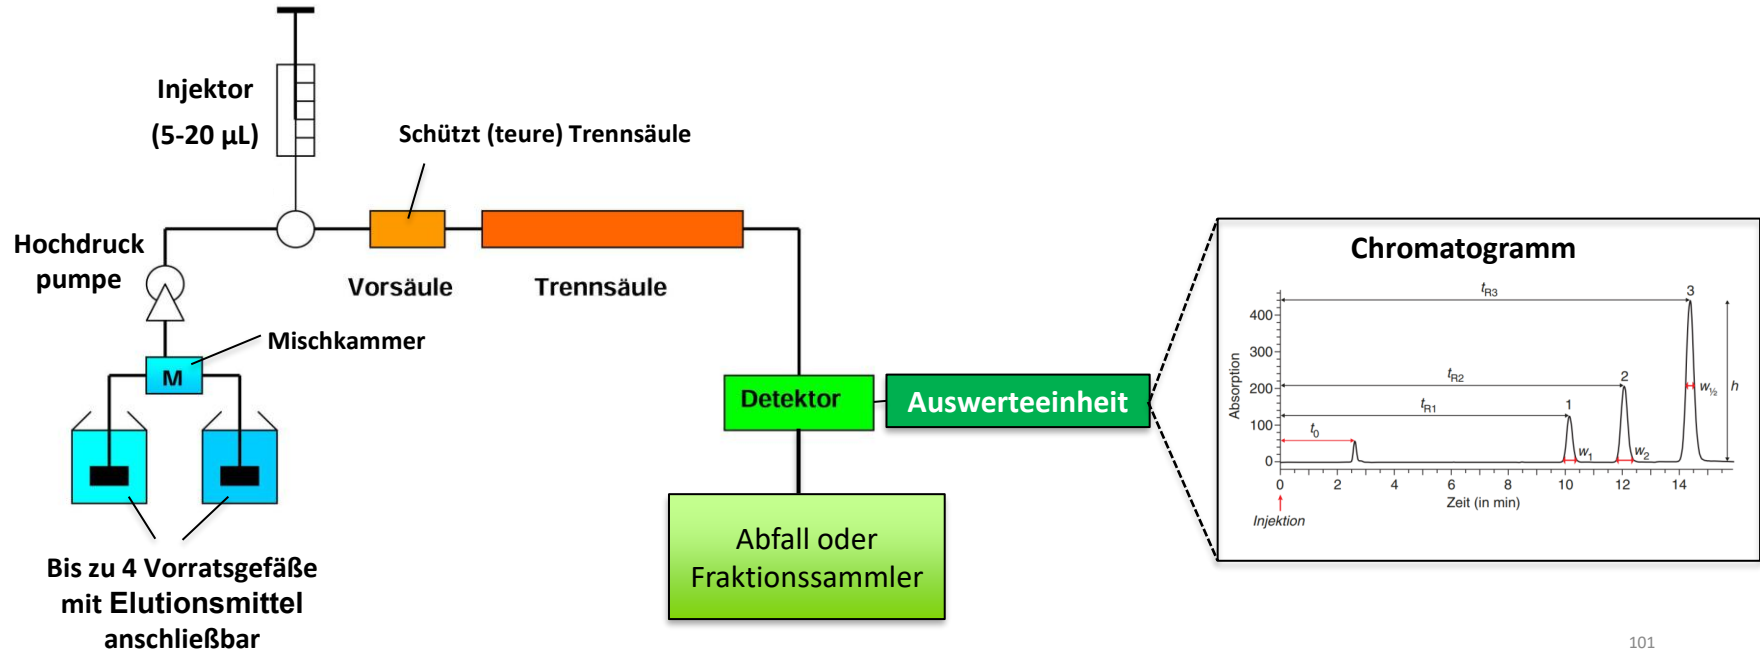 Injektor
(5-20 µL)
Schützt (teure) Trennsäule
Hochdruck
pumpe
Vorsäule
Trennsäule
Mischkammer
M
Bis zu 4 Vorratsgefäße
mit Elutionsmittel
anschließbar
Detektor
Auswerteeinheit
Abfall oder
Fraktionssammler
Chromatogramm
tR3
3
400
300
Absorption
tR2
2
w½
h
200
tR1
1
100
t0
w1
w2
0
0 2 4 6 8 10 12 14
Zeit (in min)
Injektion
101